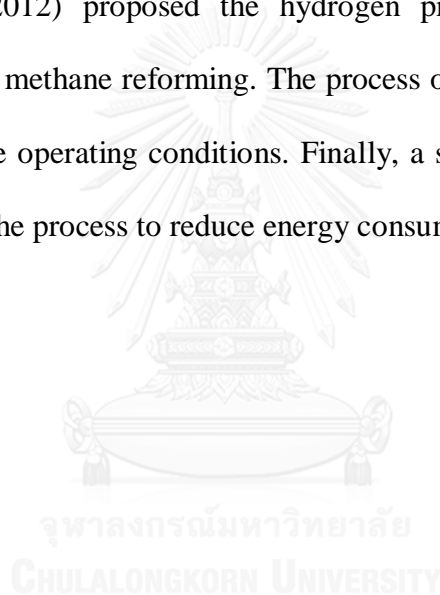 2012) proposed the hydrogen pr
methane reforming. The process o
e operating conditions. Finally, a s
he process to reduce energy consu
จุฬาลงกรณ์มหาวิทยาลัย
CHULALONGKORN UNIVERSITY